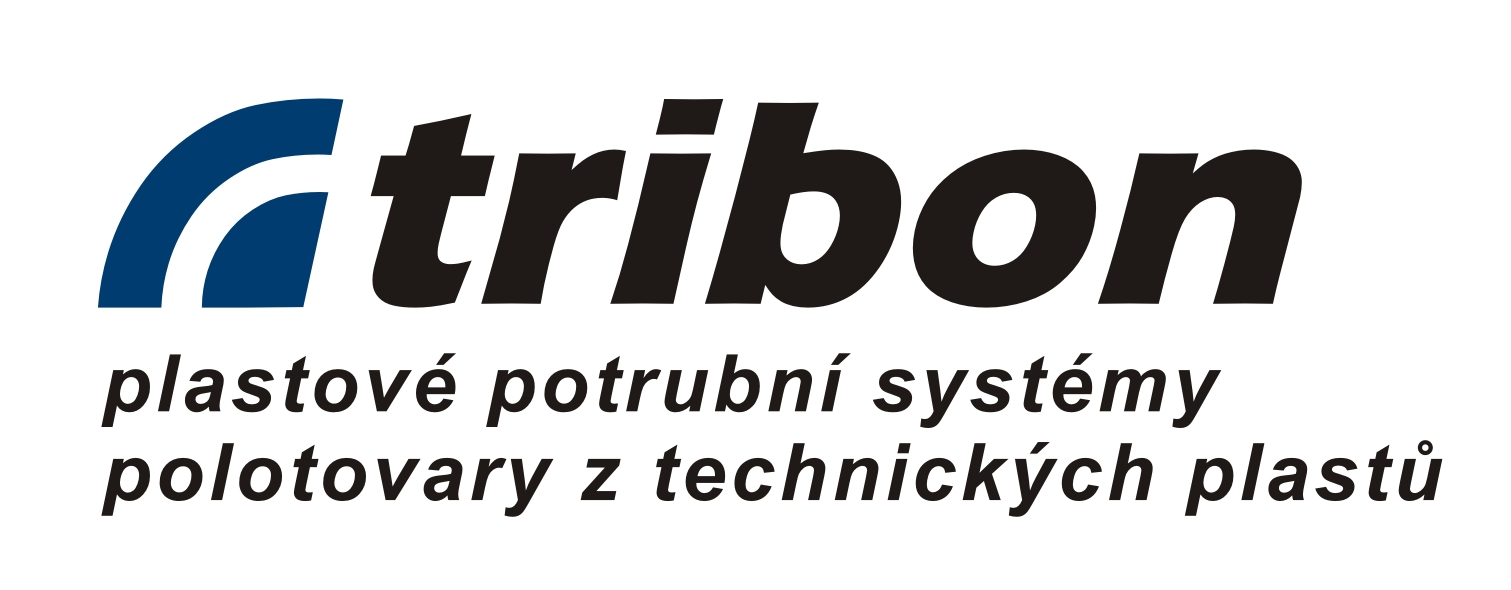 tribon
plastové potrubní systémy
polotovary z technických plastů